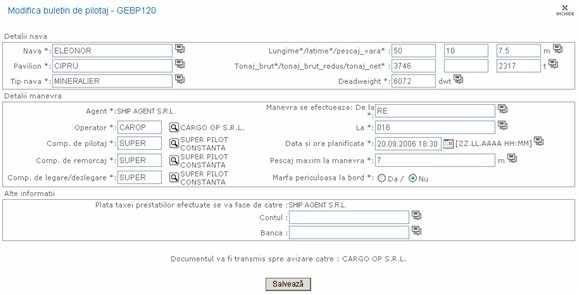 Modifica buletin de pilotaj - GEBP120
INCHIDE
Detalii nava
Nava *: ELEONOR
Lungime*/latime*/pescaj_vara* : 50 10 7.5 m
Pavilion *: CIPRU
Tonaj_brut*/tonaj_brut_redus/tonaj_net* : 3746 2317 t
Tip nava *: MINERALIER
Deadweight *: 6072 dwt
Detalii manevra
Agent *: SHIP AGENT S.R.L.
Manevra se efectueaza: De la *: RE
Operator *: CAROP CARGO OP S.R.L.
La *: 016
Comp. de pilotaj *: SUPER SUPER PILOT CONSTANTA
Data si ora planificata *: 20.09.2006 18:30 [ZZ.LL.AAAA HH:MM]
Comp. de remorcaj *: SUPER SUPER PILOT CONSTANTA
Pescaj maxim la manevra *: 7 m
Comp. de legare/dezlegare *: SUPER SUPER PILOT CONSTANTA
Marfa periculoasa la bord *: Da / Nu
Alte informatii
Plata taxei prestatiilor efectuate se va face de catre : SHIP AGENT S.R.L.
Contul :
Banca :
Documentul va fi transmis spre avizare catre : CARGO OP S.R.L.
Salvează